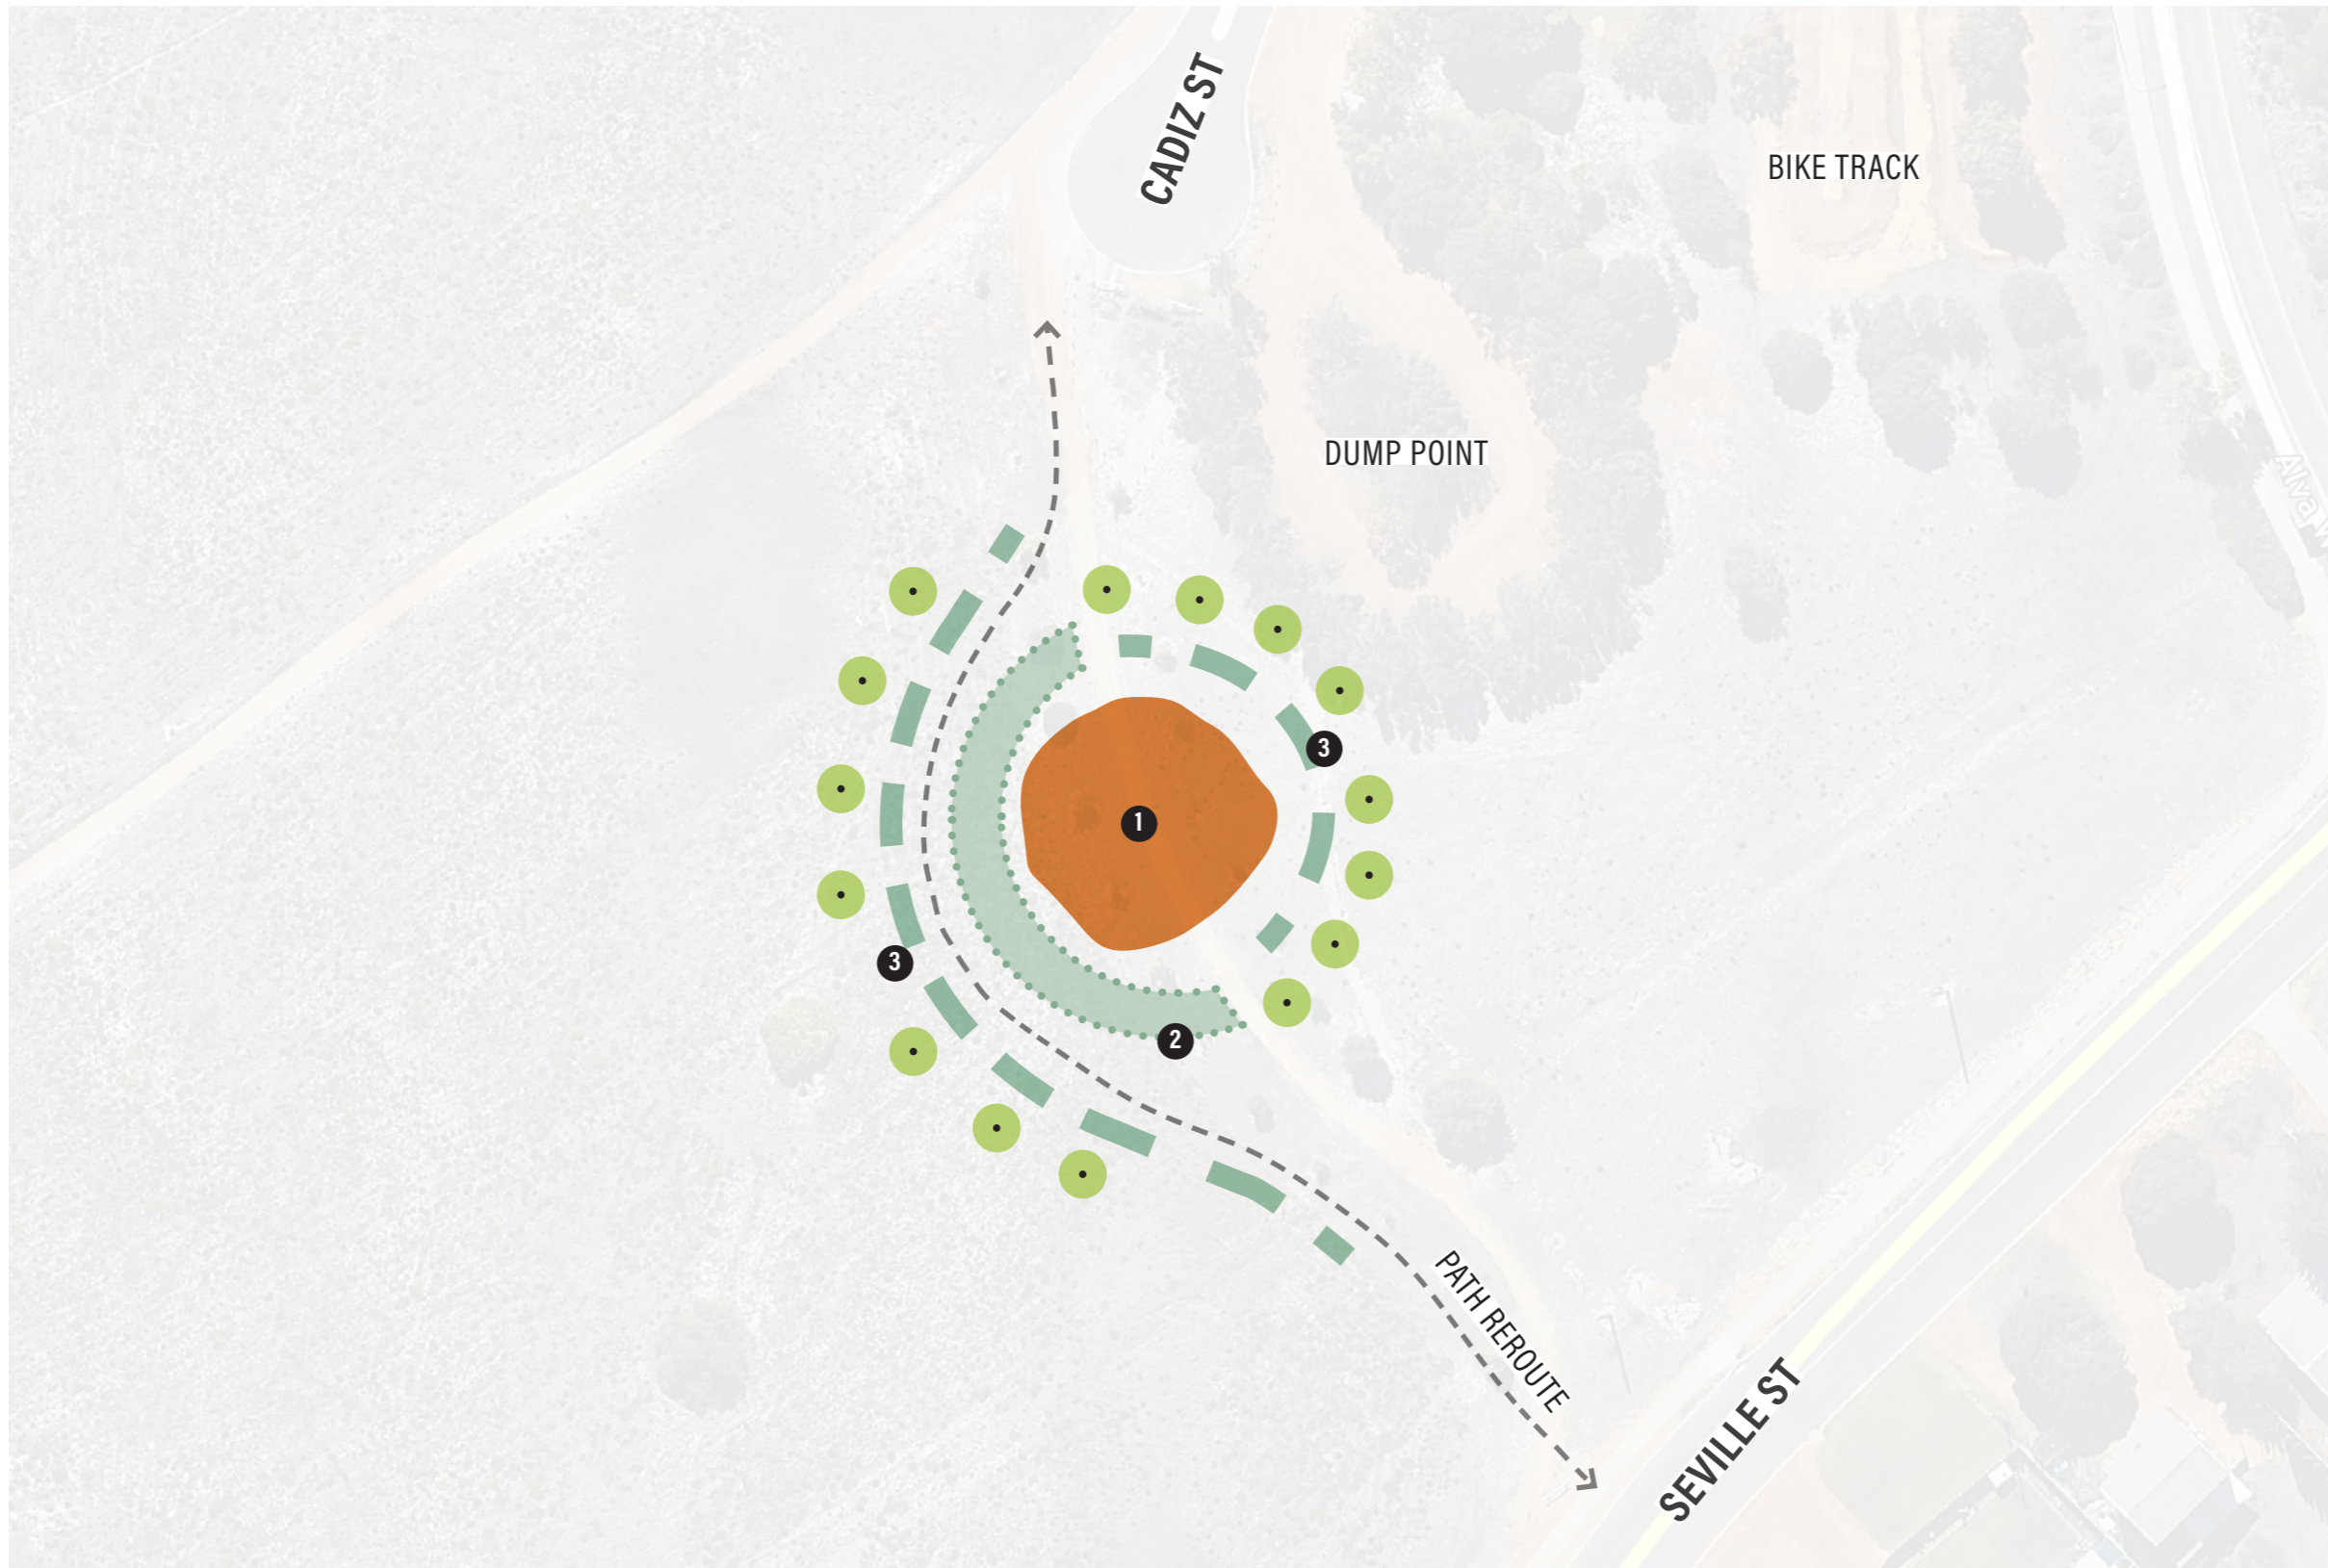 CADIZ ST
BIKE TRACK
DUMP POINT
3
1
3
2
PATH REROUTE
SEVILLE ST